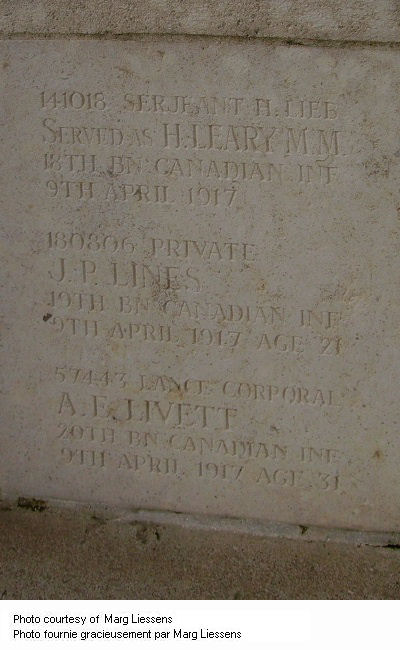 141018 SERJEANT H. LIEB
SERVED AS H. LEARY M.M.
18TH BN CANADIAN INF
9TH APRIL 1917
180806 PRIVATE
J. P. LINES
19TH BN CANADIAN INF
9TH APRIL 1917 AGE 21
57443 LANCE CORPORAL
A. E. LIVETT
20TH BN CANADIAN INF
9TH APRIL 1917 AGE 31
Photo courtesy of Marg Liessens
Photo fournie gracieusement par Marg Liessens